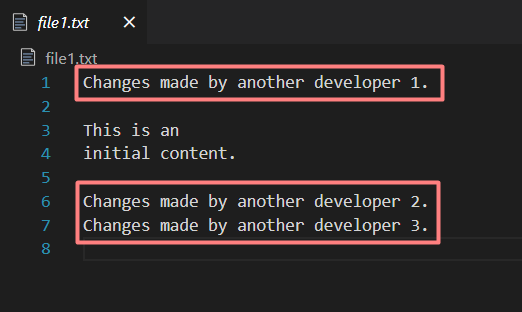 file1.txt
file1.txt
1 Changes made by another developer 1.
2
3 This is an
4 initial content.
5
6 Changes made by another developer 2.
7 Changes made by another developer 3.
8